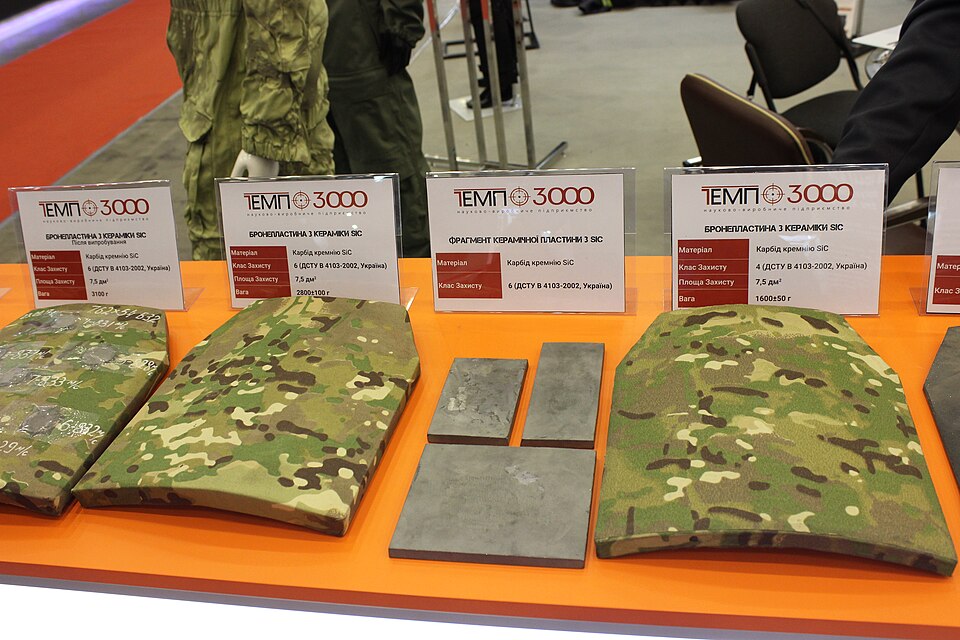 ТЕМП 3000
науково-виробниче підприємство
БРОНЕПЛАСТИНА З КЕРАМІКИ SIC
Після випробування
Матеріал Карбід кремнію SiC
Клас Захисту 6 (ДСТУ В 4103-2002, Україна)
Площа Захисту 7,5 дм²
Вага 3100 г
ТЕМП 3000
науково-виробниче підприємство
БРОНЕПЛАСТИНА З КЕРАМІКИ SIC
Матеріал Карбід кремнію SiC
Клас Захисту 6 (ДСТУ В 4103-2002, Україна)
Площа Захисту 7,5 дм²
Вага 2800±100 г
ТЕМП 3000
науково-виробниче підприємство
ФРАГМЕНТ КЕРАМІЧНОЇ ПЛАСТИНИ З SIC
Матеріал Карбід кремнію SiC
Клас Захисту 6 (ДСТУ В 4103-2002, Україна)
ТЕМП 3000
науково-виробниче підприємство
БРОНЕПЛАСТИНА З КЕРАМІКИ SIC
Матеріал Карбід кремнію SiC
Клас Захисту 4 (ДСТУ В 4103-2002, Україна)
Площа Захисту 7,5 дм²
Вага 1600±50 г